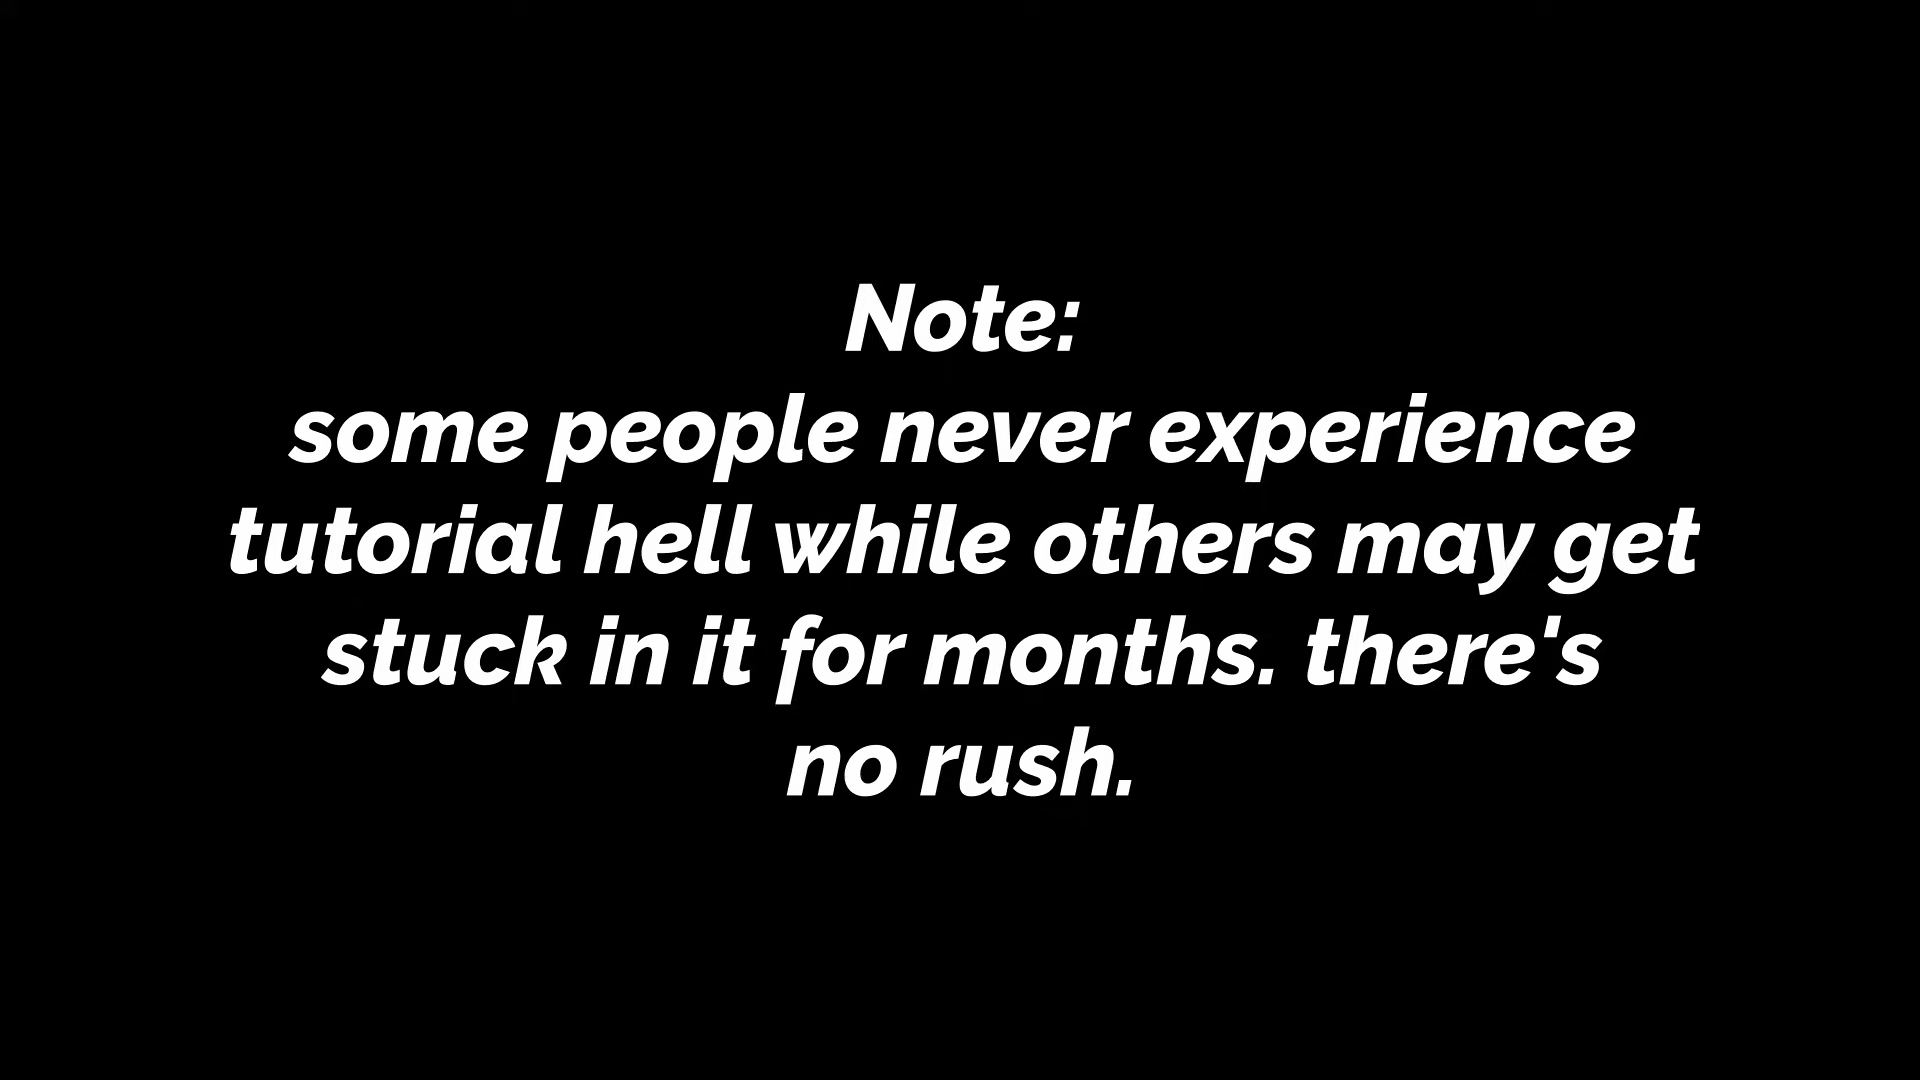 Note:
some people never experience
tutorial hell while others may get
stuck in it for months. there's
no rush.